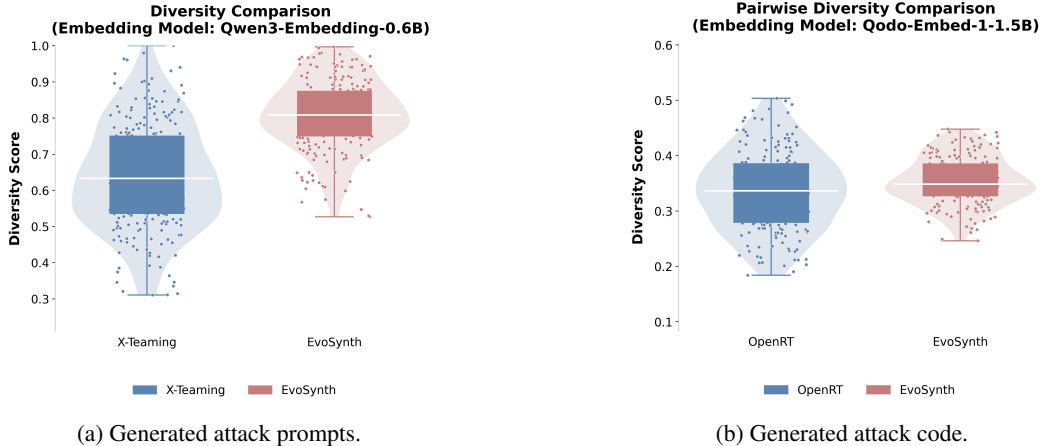 Diversity Comparison
(Embedding Model: Qwen3-Embedding-0.6B)
Diversity Score
1.0
0.9
0.8
0.7
0.6
0.5
0.4
0.3
X-Teaming
EvoSynth
X-Teaming
EvoSynth
(a) Generated attack prompts.
Pairwise Diversity Comparison
(Embedding Model: Qodo-Embed-1-1.5B)
Diversity Score
0.6
0.5
0.4
0.3
0.2
0.1
OpenRT
EvoSynth
OpenRT
EvoSynth
(b) Generated attack code.